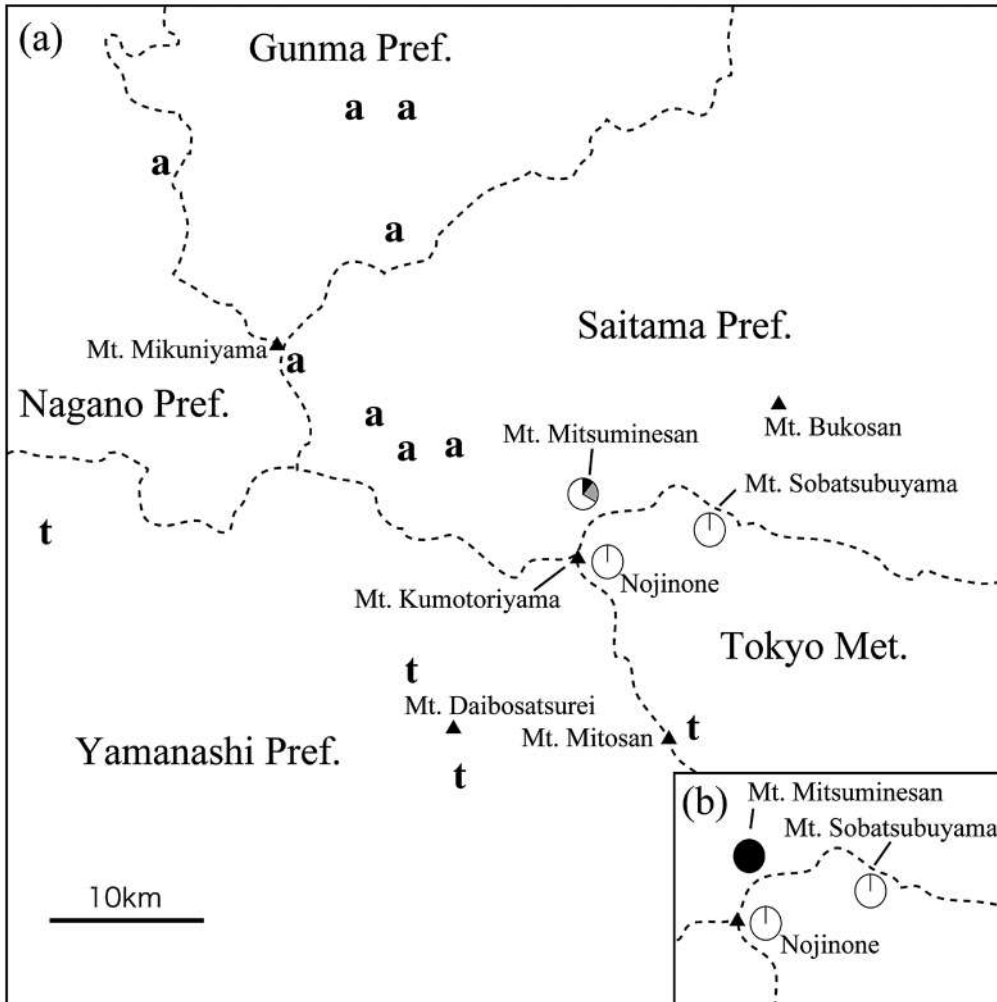 (a)
Gunma Pref.
a a
a
a
Mt. Mikuniyama
a
Saitama Pref.
Nagano Pref.
a
a a
Mt. Mitsuminesan
Mt. Bukosan
Mt. Sobatsubuyama
t
Mt. Kumotoriyama
Nojinone
Tokyo Met.
t
Mt. Daibosatsurei
Mt. Mitosan
t
Yamanashi Pref.
t
10km
(b)
Mt. Mitsuminesan
Mt. Sobatsubuyama
Nojinone